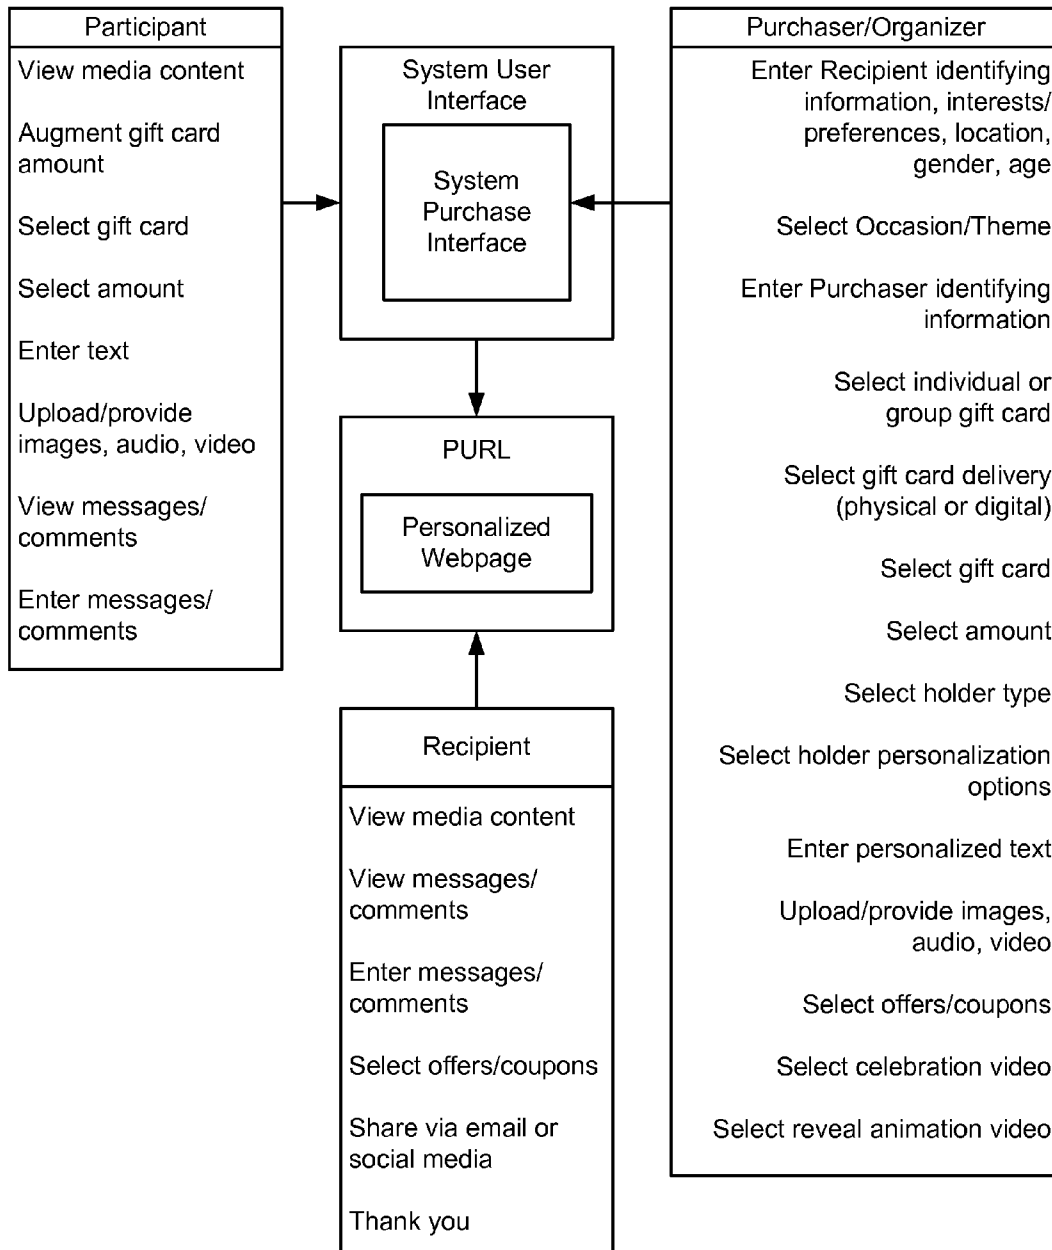 Participant
View media content
Augment gift card
amount
Select gift card
Select amount
Enter text
Upload/provide
images, audio, video
View messages/
comments
Enter messages/
comments
System User
Interface
System
Purchase
Interface
PURL
Personalized
Webpage
Recipient
View media content
View messages/
comments
Enter messages/
comments
Select offers/coupons
Share via email or
social media
Thank you
Purchaser/Organizer
Enter Recipient identifying
information, interests/
preferences, location,
gender, age
Select Occasion/Theme
Enter Purchaser identifying
information
Select individual or
group gift card
Select gift card delivery
(physical or digital)
Select gift card
Select amount
Select holder type
Select holder personalization
options
Enter personalized text
Upload/provide images,
audio, video
Select offers/coupons
Select celebration video
Select reveal animation video